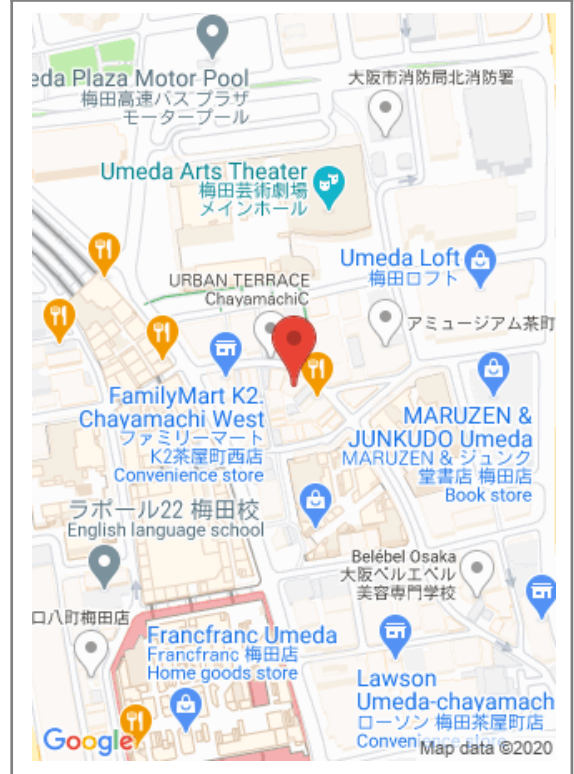 eda Plaza Motor Pool
梅田高速バス プラザ
モータープール
大阪市消防局北消防署
Umeda Arts Theater
梅田芸術劇場
メインホール
Umeda Loft
梅田ロフト
URBAN TERRACE
ChayamachiC
アミュージアム茶町
FamilyMart K2.
Chayamachi West
ファミリーマート
K2茶屋町西店
Convenience store
MARUZEN &
JUNKUDO Umeda
MARUZEN & ジュンク
堂書店 梅田店
Book store
ラポール22 梅田校
English language school
Belébel Osaka
大阪ベルエベル
美容専門学校
口八町梅田店
Francfranc Umeda
Francfranc 梅田店
Home goods store
Lawson
Umeda-chayamach
ローソン 梅田茶屋町店
Convenience store
Google
Map data ©2020